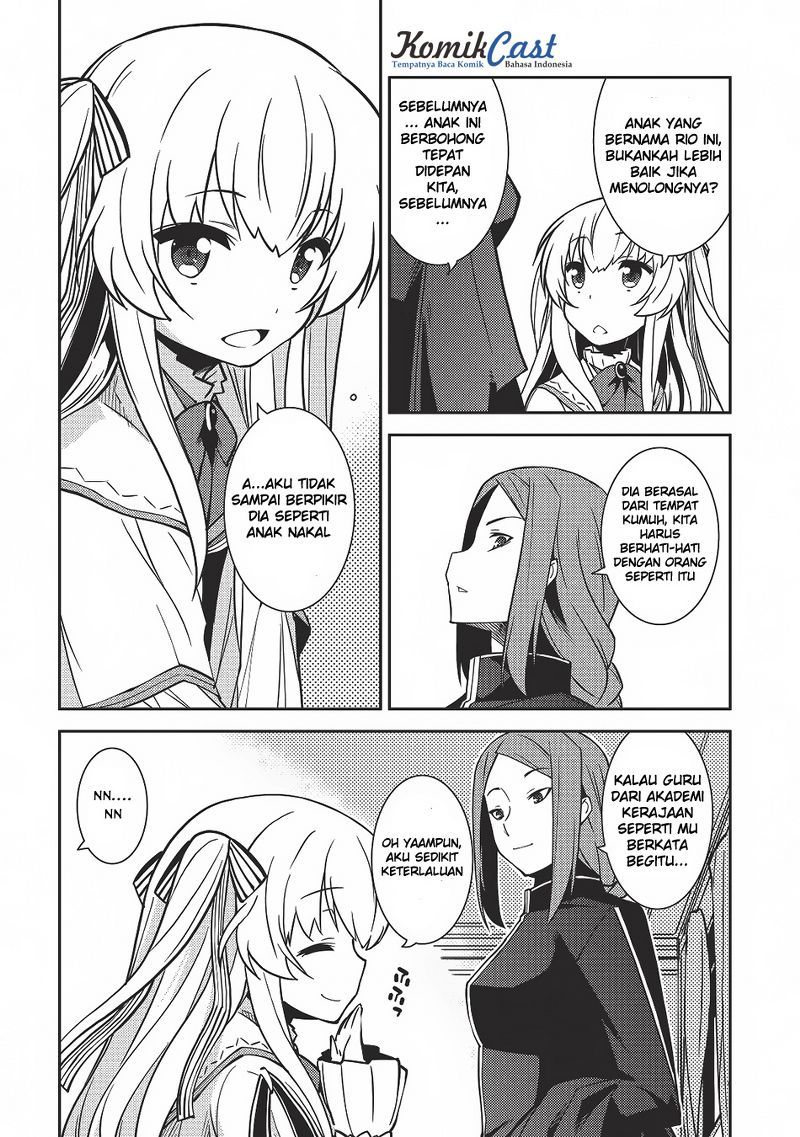 KomikCast
Tempatnya Baca Komik Bahasa Indonesia
ANAK YANG
BERNAMA RIO INI,
BUKANKAH LEBIH
BAIK JIKA
MENOLONGNYA?
SEBELUMNYA
... ANAK INI
BERBOHONG
TEPAT
DIDEPAN
KITA,
SEBELUMNYA
...
DIA BERASAL
DARI TEMPAT
KUMUH, KITA
HARUS
BERHATI-HATI
DENGAN ORANG
SEPERTI ITU
A...AKU TIDAK
SAMPAI BERPIKIR
DIA SEPERTI
ANAK NAKAL
KALAU GURU
DARI AKADEMI
KERAJAAN
SEPERTI MU
BERKATA
BEGITU...
OH YAAMPUN,
AKU SEDIKIT
KETERLALUAN
NN....
NN